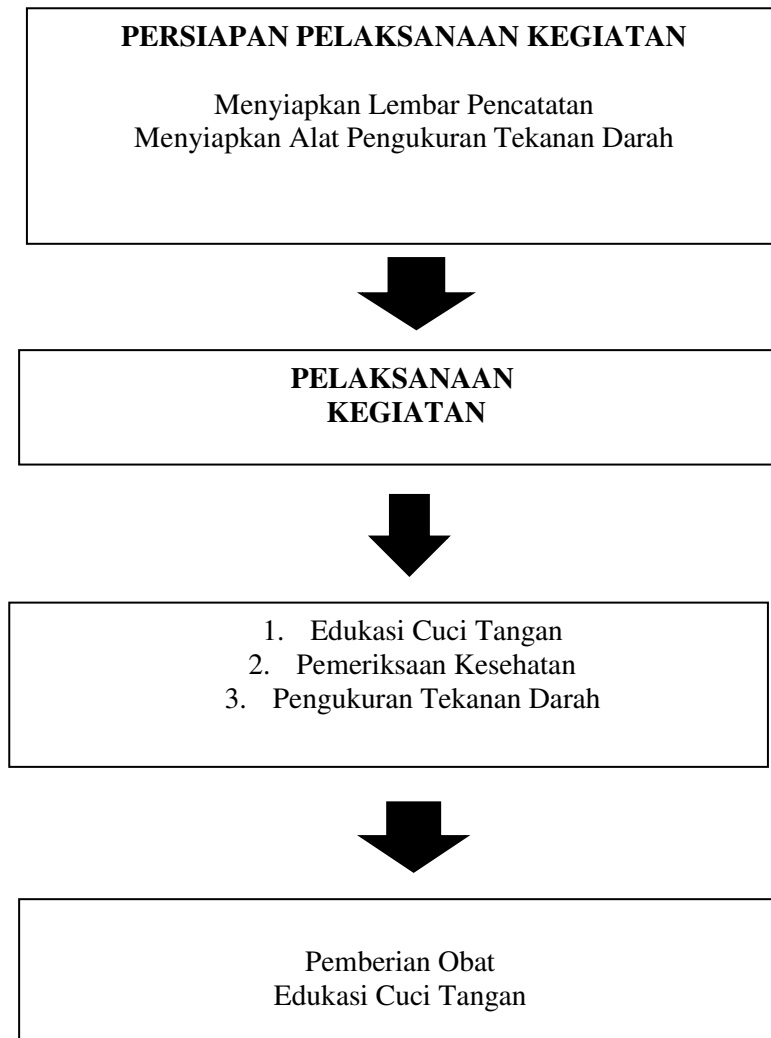 PERSIAPAN PELAKSANAAN KEGIATAN
Menyiapkan Lembar Pencatatan
Menyiapkan Alat Pengukuran Tekanan Darah
PELAKSANAAN
KEGIATAN
1. Edukasi Cuci Tangan
2. Pemeriksaan Kesehatan
3. Pengukuran Tekanan Darah
Pemberian Obat
Edukasi Cuci Tangan